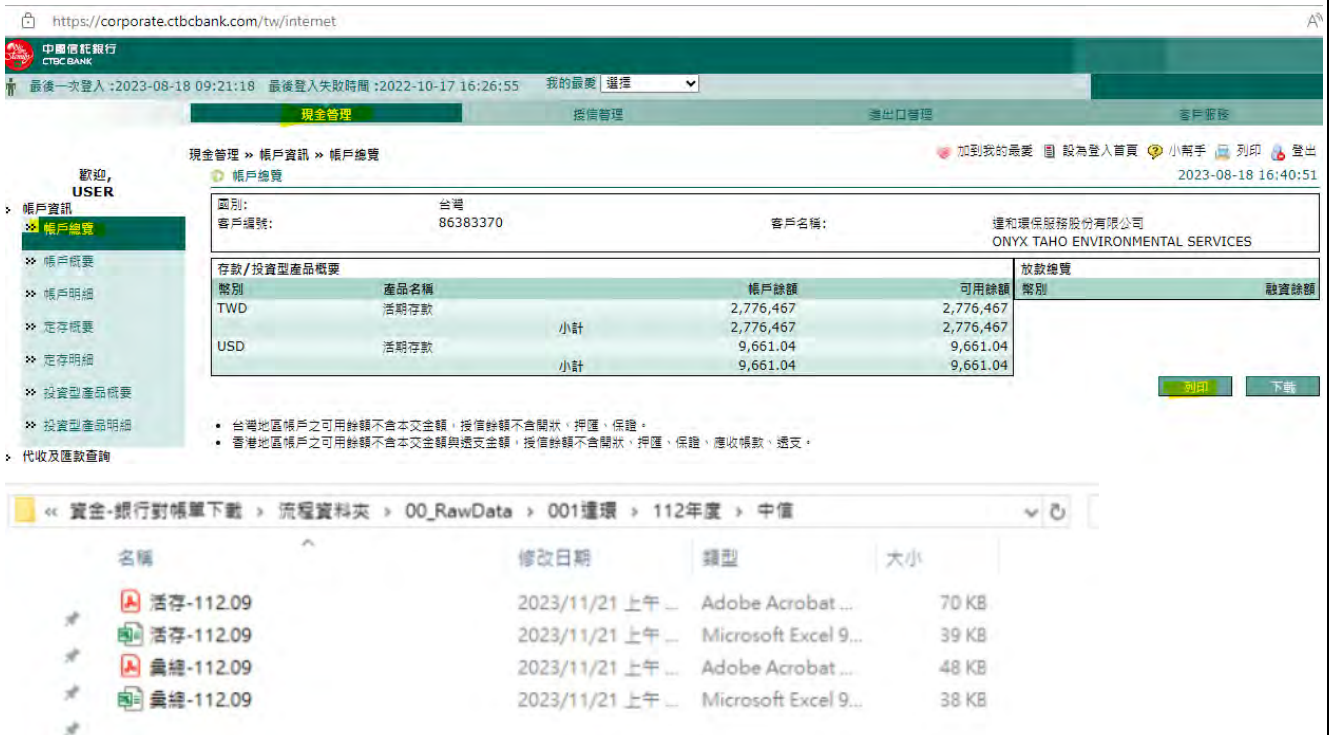 https://corporate.ctbcbank.com/tw/internet
中國信託銀行
CTBC BANK
最後一次登入 :2023-08-18 09:21:18 最後登入失敗時間 :2022-10-17 16:26:55 我的最愛 選擇
現金管理 授信管理 進出口管理 客戶服務
現金管理 » 帳戶資訊 » 帳戶總覽
加到我的最愛 設為登入首頁 小幫手 列印 登出
歡迎,
USER
帳戶總覽 2023-08-18 16:40:51
帳戶資訊
帳戶總覽
帳戶概要
帳戶明細
定存概要
定存明細
投資型產品概要
投資型產品明細
代收及匯款查詢
國別: 台灣
客戶編號: 86383370 客戶名稱: 達和環保服務股份有限公司
ONYX TAHO ENVIRONMENTAL SERVICES
存款/投資型產品概要 放款總覽
幣別 產品名稱 帳戶餘額 可用餘額 幣別 融資餘額
TWD 活期存款 2,776,467 2,776,467
小計 2,776,467 2,776,467
USD 活期存款 9,661.04 9,661.04
小計 9,661.04 9,661.04
列印 下載
• 台灣地區帳戶之可用餘額不含本交金額，授信餘額不含開狀、押匯、保證。
• 香港地區帳戶之可用餘額不含本交金額與透支金額，授信餘額不含開狀、押匯、保證、應收帳款、透支。
« 資金-銀行對帳單下載 › 流程資料夾 › 00_RawData › 001達環 › 112年度 › 中信
名稱 修改日期 類型 大小
活存-112.09 2023/11/21 上午 ... Adobe Acrobat ... 70 KB
活存-112.09 2023/11/21 上午 ... Microsoft Excel 9... 39 KB
彙總-112.09 2023/11/21 上午 ... Adobe Acrobat ... 48 KB
彙總-112.09 2023/11/21 上午 ... Microsoft Excel 9... 38 KB